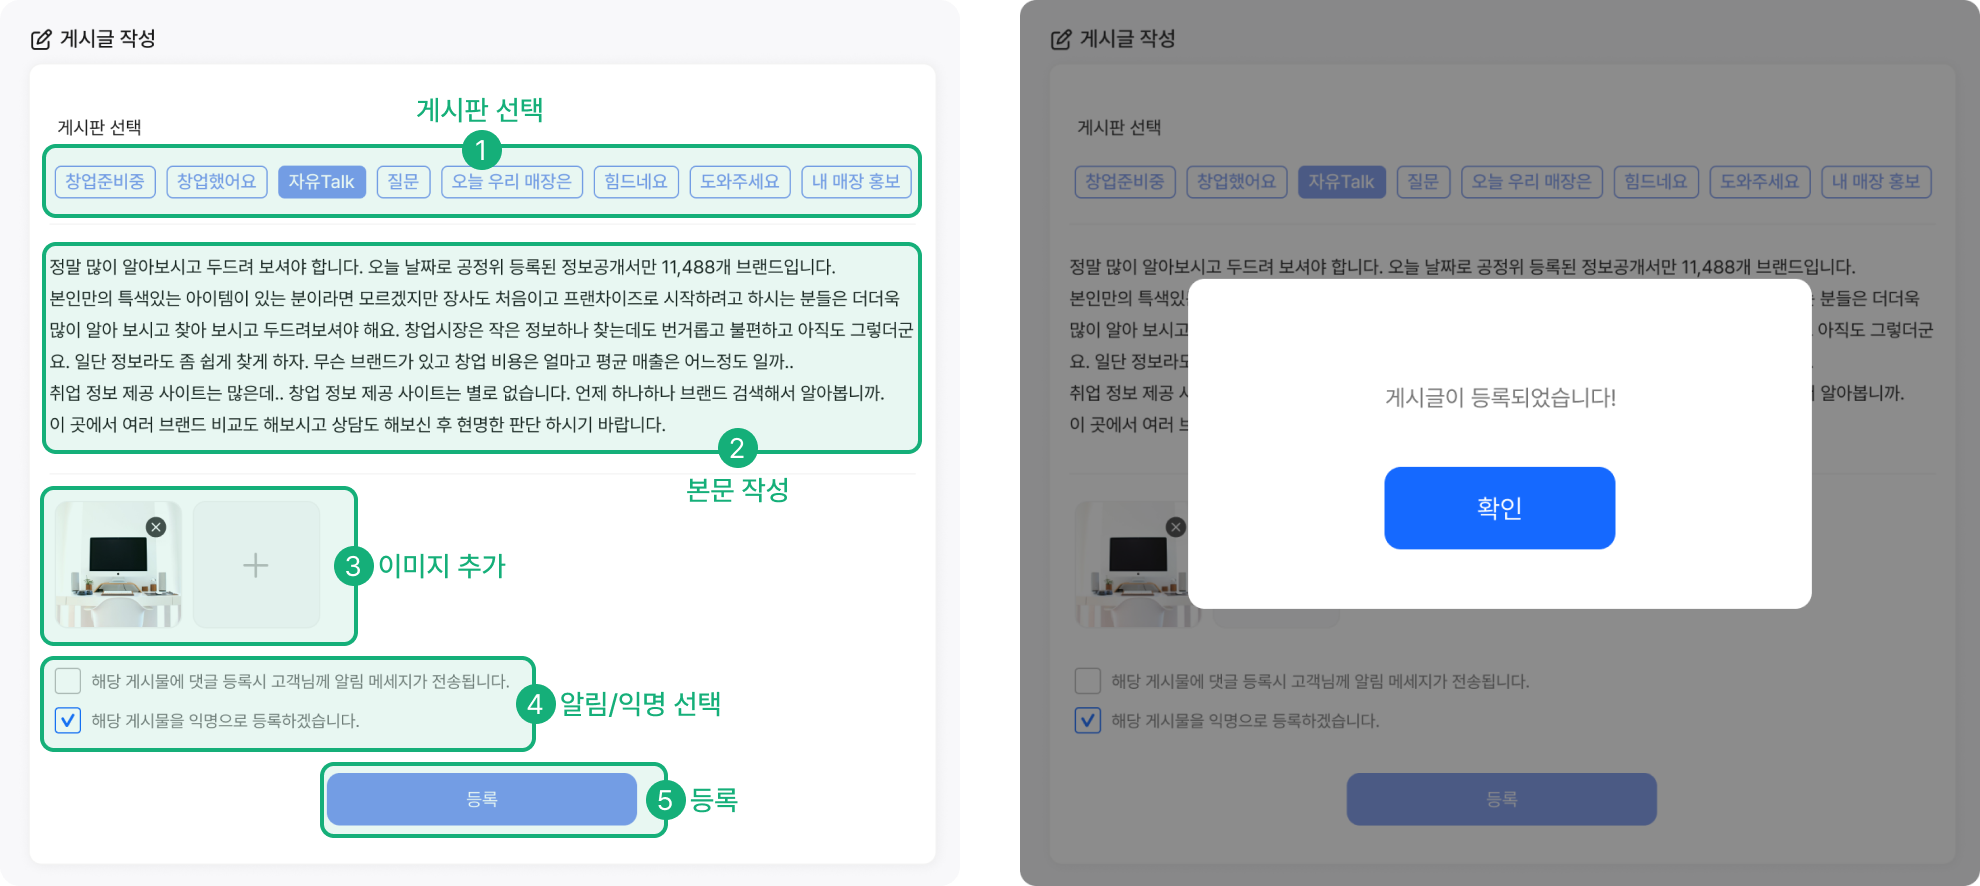 게시글 작성
게시판 선택
게시판 선택
1
창업준비중 창업했어요 자유Talk 질문 오늘 우리 매장은 힘드네요 도와주세요 내 매장 홍보
정말 많이 알아보시고 두드려 보셔야 합니다. 오늘 날짜로 공정위 등록된 정보공개서만 11,488개 브랜드입니다.
본인만의 특색있는 아이템이 있는 분이라면 모르겠지만 장사도 처음이고 프랜차이즈로 시작하려고 하시는 분들은 더더욱
많이 알아 보시고 찾아 보시고 두드려보셔야 해요. 창업시장은 작은 정보하나 찾는데도 번거롭고 불편하고 아직도 그렇더군
요. 일단 정보라도 좀 쉽게 찾게 하자. 무슨 브랜드가 있고 창업 비용은 얼마고 평균 매출은 어느정도 일까..
취업 정보 제공 사이트는 많은데.. 창업 정보 제공 사이트는 별로 없습니다. 언제 하나하나 브랜드 검색해서 알아봅니까.
이 곳에서 여러 브랜드 비교도 해보시고 상담도 해보신 후 현명한 판단 하시기 바랍니다.
2
본문 작성
3 이미지 추가
해당 게시물에 댓글 등록시 고객님께 알림 메세지가 전송됩니다.
4 알림/익명 선택
해당 게시물을 익명으로 등록하겠습니다.
등록
5 등록
게시글 작성
게시판 선택
창업준비중 창업했어요 자유Talk 질문 오늘 우리 매장은 힘드네요 도와주세요 내 매장 홍보
정말 많이 알아보시고 두드려 보셔야 합니다. 오늘 날짜로 공정위 등록된 정보공개서만 11,488개 브랜드입니다.
본인만의 특색있 분들은 더더욱
많이 알아 보시고 아직도 그렇더군
요. 일단 정보라도
취업 정보 제공 알아봅니까.
이 곳에서 여러
게시글이 등록되었습니다!
확인
해당 게시물에 댓글 등록시 고객님께 알림 메세지가 전송됩니다.
해당 게시물을 익명으로 등록하겠습니다.
등록